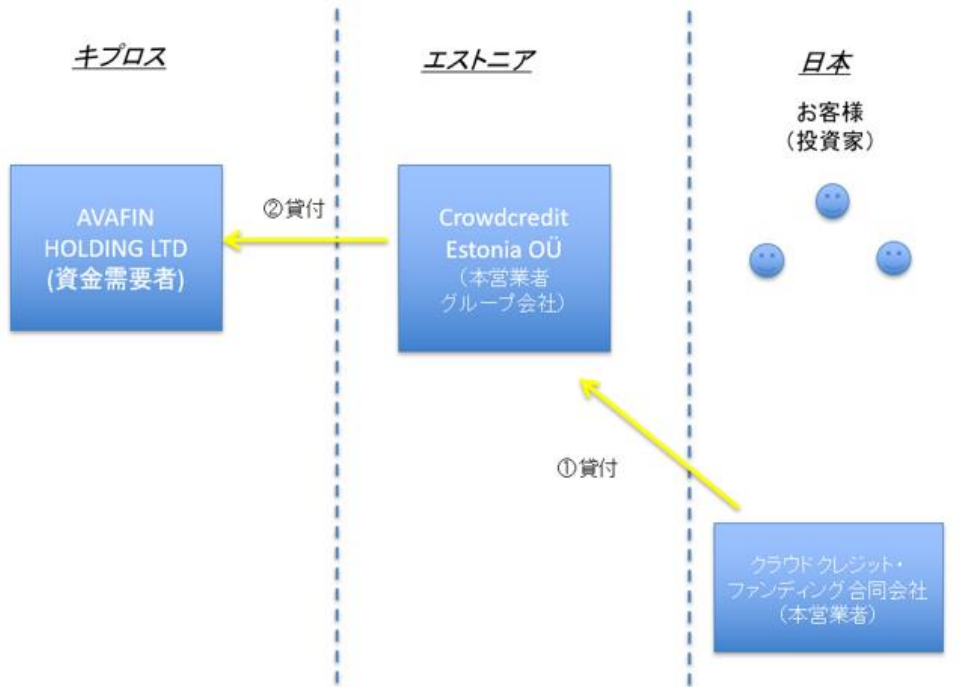 キプロス
エストニア
日本
お客様
（投資家）
AVAFIN
HOLDING LTD
(資金需要者)
②貸付
Crowdcredit
Estonia OÜ
（本営業者
グループ会社）
①貸付
クラウドクレジット・
ファンディング合同会社
（本営業者）